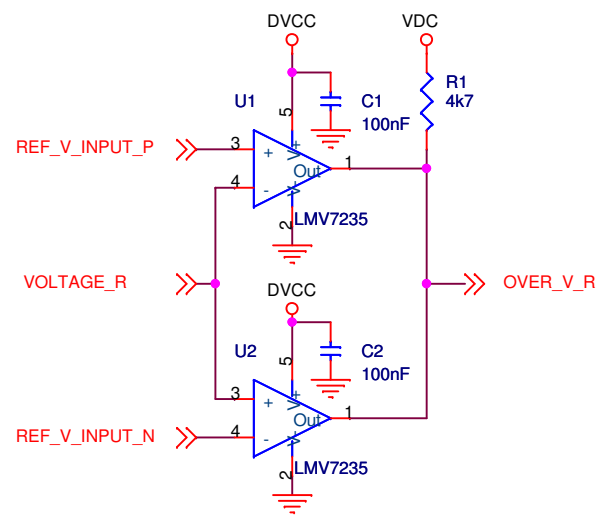 DVCC VDC
U1 5 C1 R1
100nF 4k7
REF_V_INPUT_P 3 + V+ Out 1
4 - V-
2 LMV7235
VOLTAGE_R DVCC OVER_V_R
U2 5 C2
100nF
3 + V+ Out 1
REF_V_INPUT_N 4 - V-
2 LMV7235